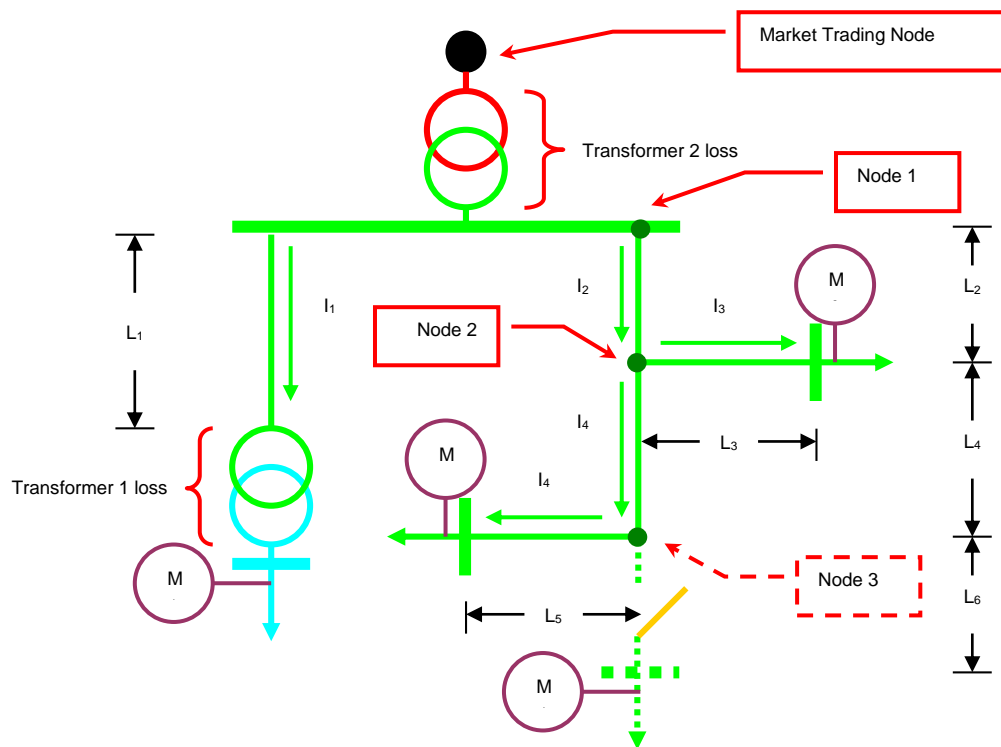 Market Trading Node
Transformer 2 loss
Node 1
M
L₂
I₂
I₃
I₁
L₁
Node 2
I₄
L₃
L₄
M
I₄
Transformer 1 loss
M
Node 3
L₆
L₅
M